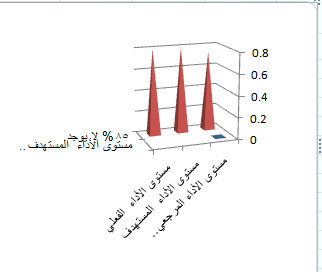 0.8
0.6
0.4
0.2
0
٨٥% لا يوجد
مستوى الأداء المستهدف..
مستوى الأداء الفعلي
مستوى الأداء المستهدف
مستوى الأداء المرجعي..